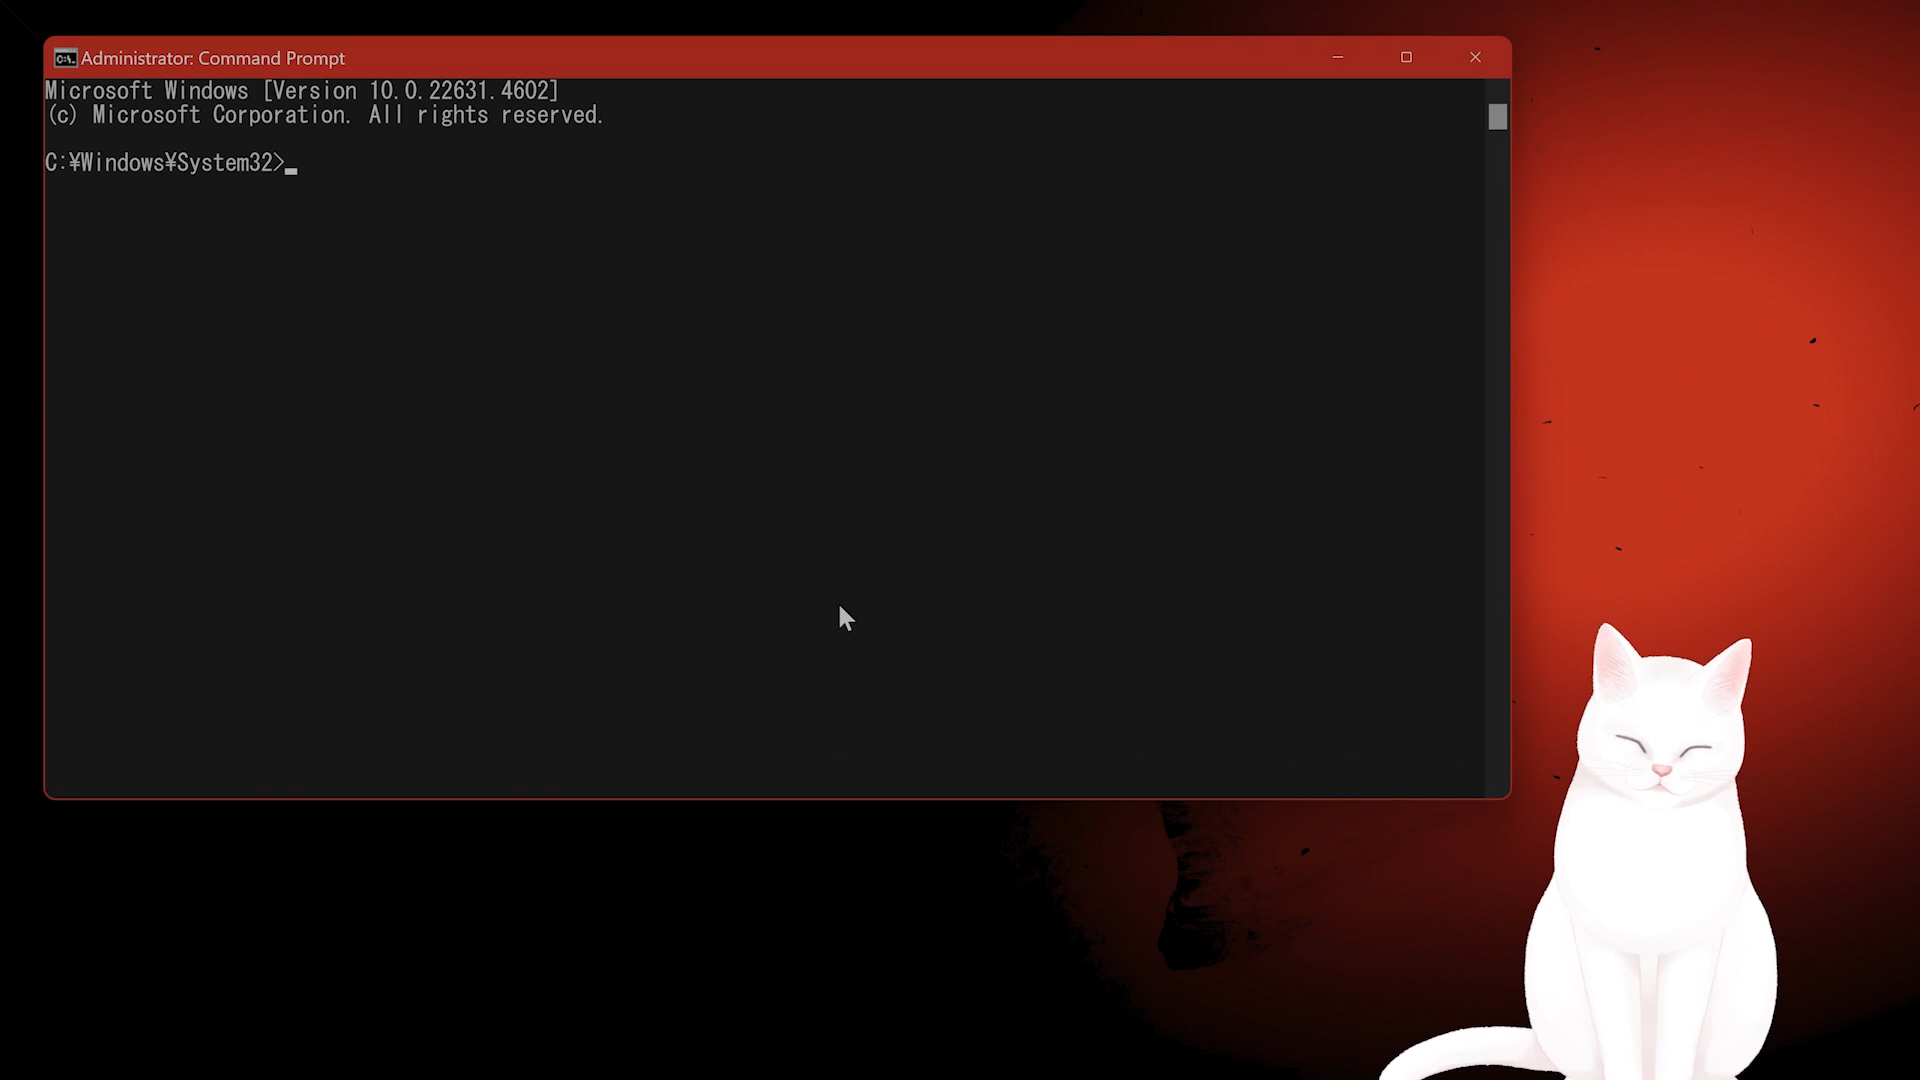 Administrator: Command Prompt
Microsoft Windows [Version 10.0.22631.4602]
(c) Microsoft Corporation. All rights reserved.
C:¥Windows¥System32>